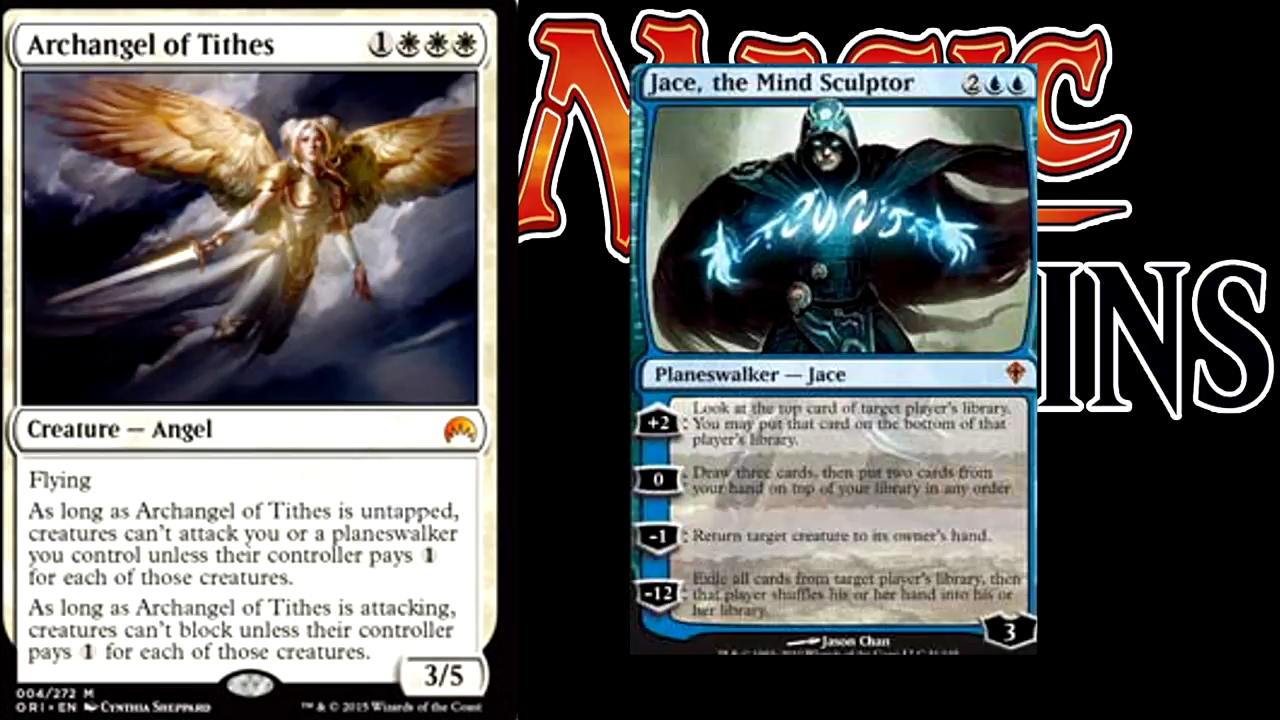 Archangel of Tithes 1
Creature — Angel
Flying
As long as Archangel of Tithes is untapped,
creatures can't attack you or a planeswalker
you control unless their controller pays 1
for each of those creatures.
As long as Archangel of Tithes is attacking,
creatures can't block unless their controller
pays 1 for each of those creatures.
3/5
004/272 M
ORI • EN Cynthia Sheppard
™ & © 2015 Wizards of the Coast
MAGIC
INS
Jace, the Mind Sculptor 2
Planeswalker — Jace
+2 : Look at the top card of target player's library.
You may put that card on the bottom of that
player's library.
0 : Draw three cards, then put two cards from
your hand on top of your library in any order
-1 : Return target creature to its owner's hand.
-12 : Exile all cards from target player's library, then
that player shuffles his or her hand into his or
her library.
3
Jason Chan